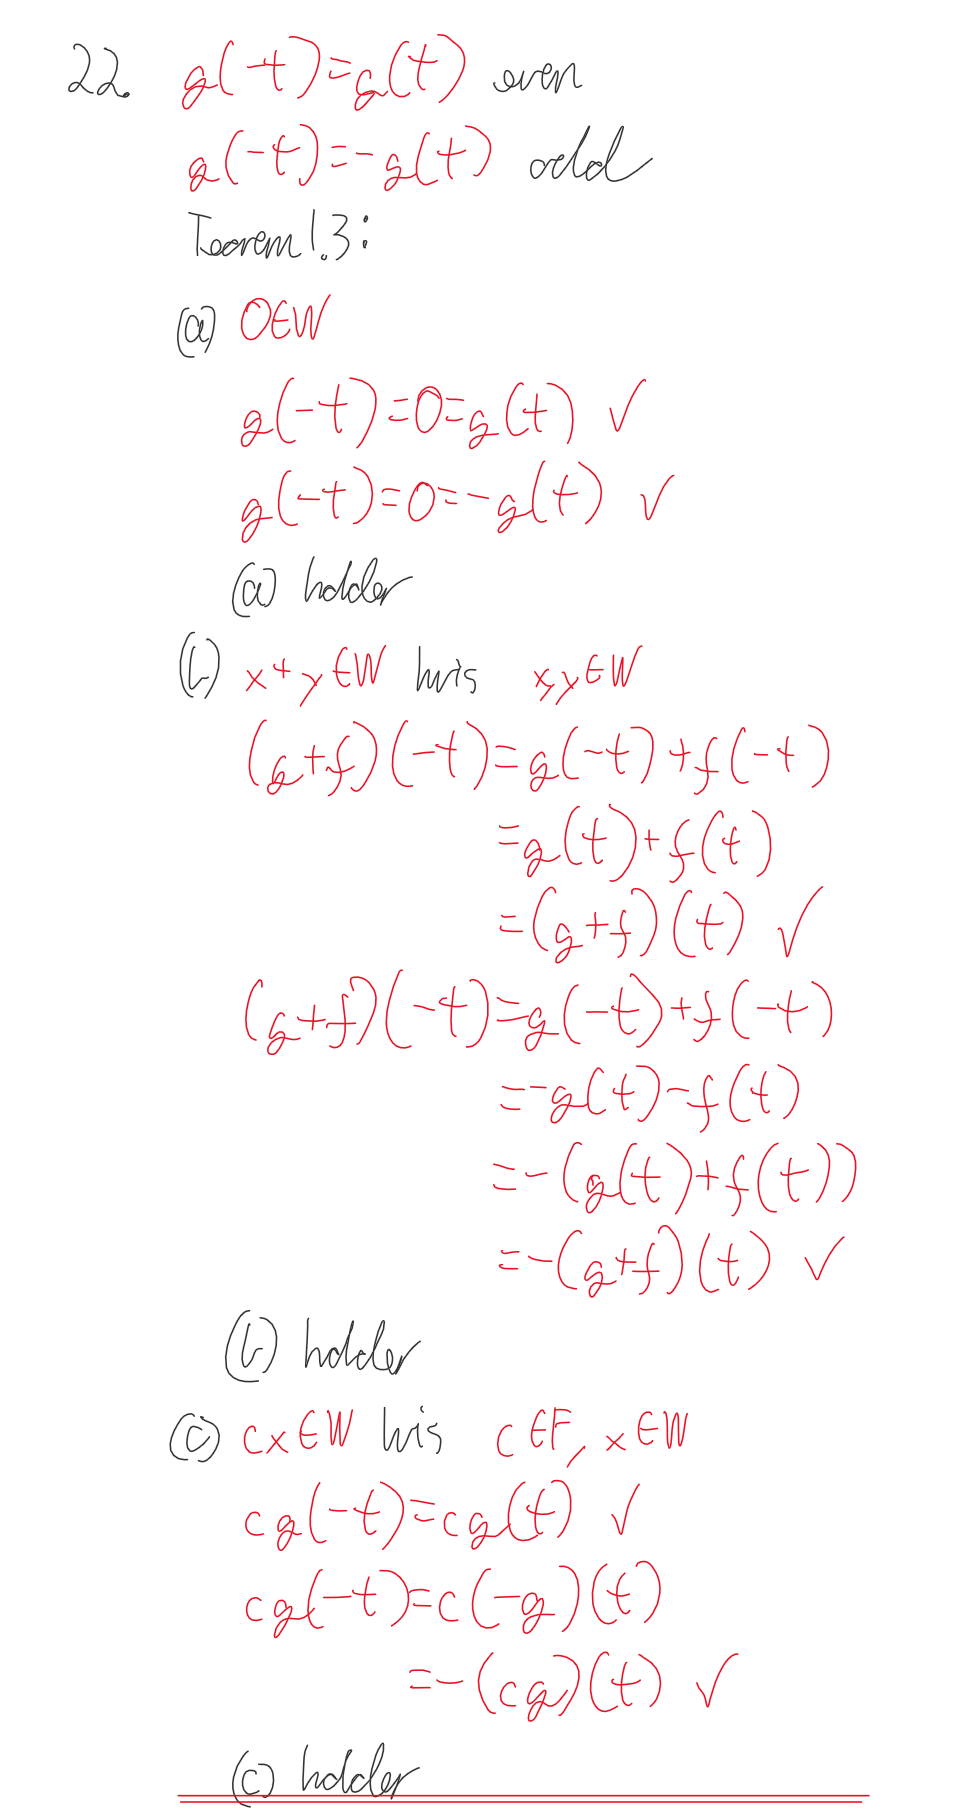 22. g(-t)=g(t) even
g(-t)=-g(t) odd
Teorem 1.3:
(a) 0∈W
g(-t)=0=g(t) ✓
g(-t)=0=-g(t) ✓
(a) holder
(b) x+y∈W hvis x,y∈W
(g+f)(-t)=g(-t)+f(-t)
=g(t)+f(t)
=(g+f)(t) ✓
(g+f)(-t)=g(-t)+f(-t)
=-g(t)-f(t)
=-(g(t)+f(t))
=-(g+f)(t) ✓
(b) holder
(c) cx∈W hvis c∈F, x∈W
cg(-t)=cg(t) ✓
cg(-t)=c(-g)(t)
=-(cg)(t) ✓
(c) holder